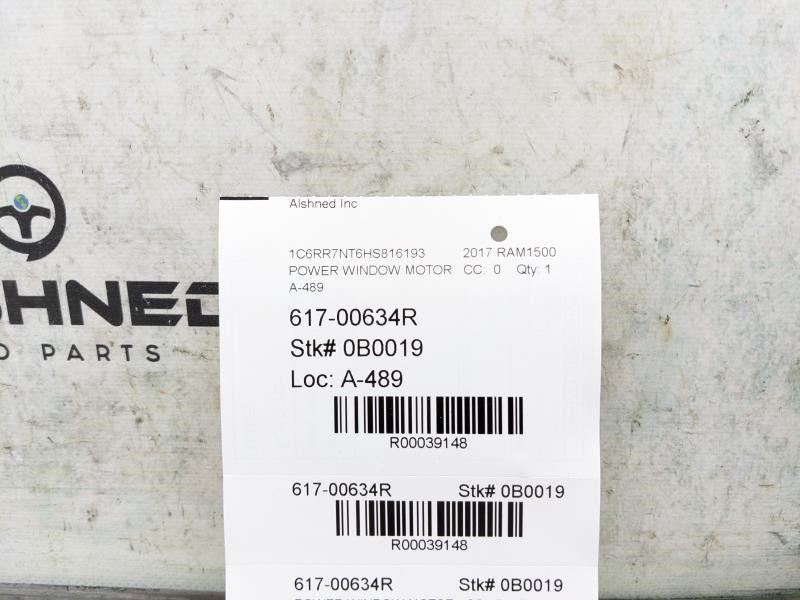 Alshned Inc
1C6RR7NT6HS816193 2017 RAM1500
POWER WINDOW MOTOR CC: 0 Qty: 1
A-489
617-00634R
Stk# 0B0019
Loc: A-489
R00039148
617-00634R Stk# 0B0019
R00039148
617-00634R Stk# 0B0019
SHNED
O PARTS